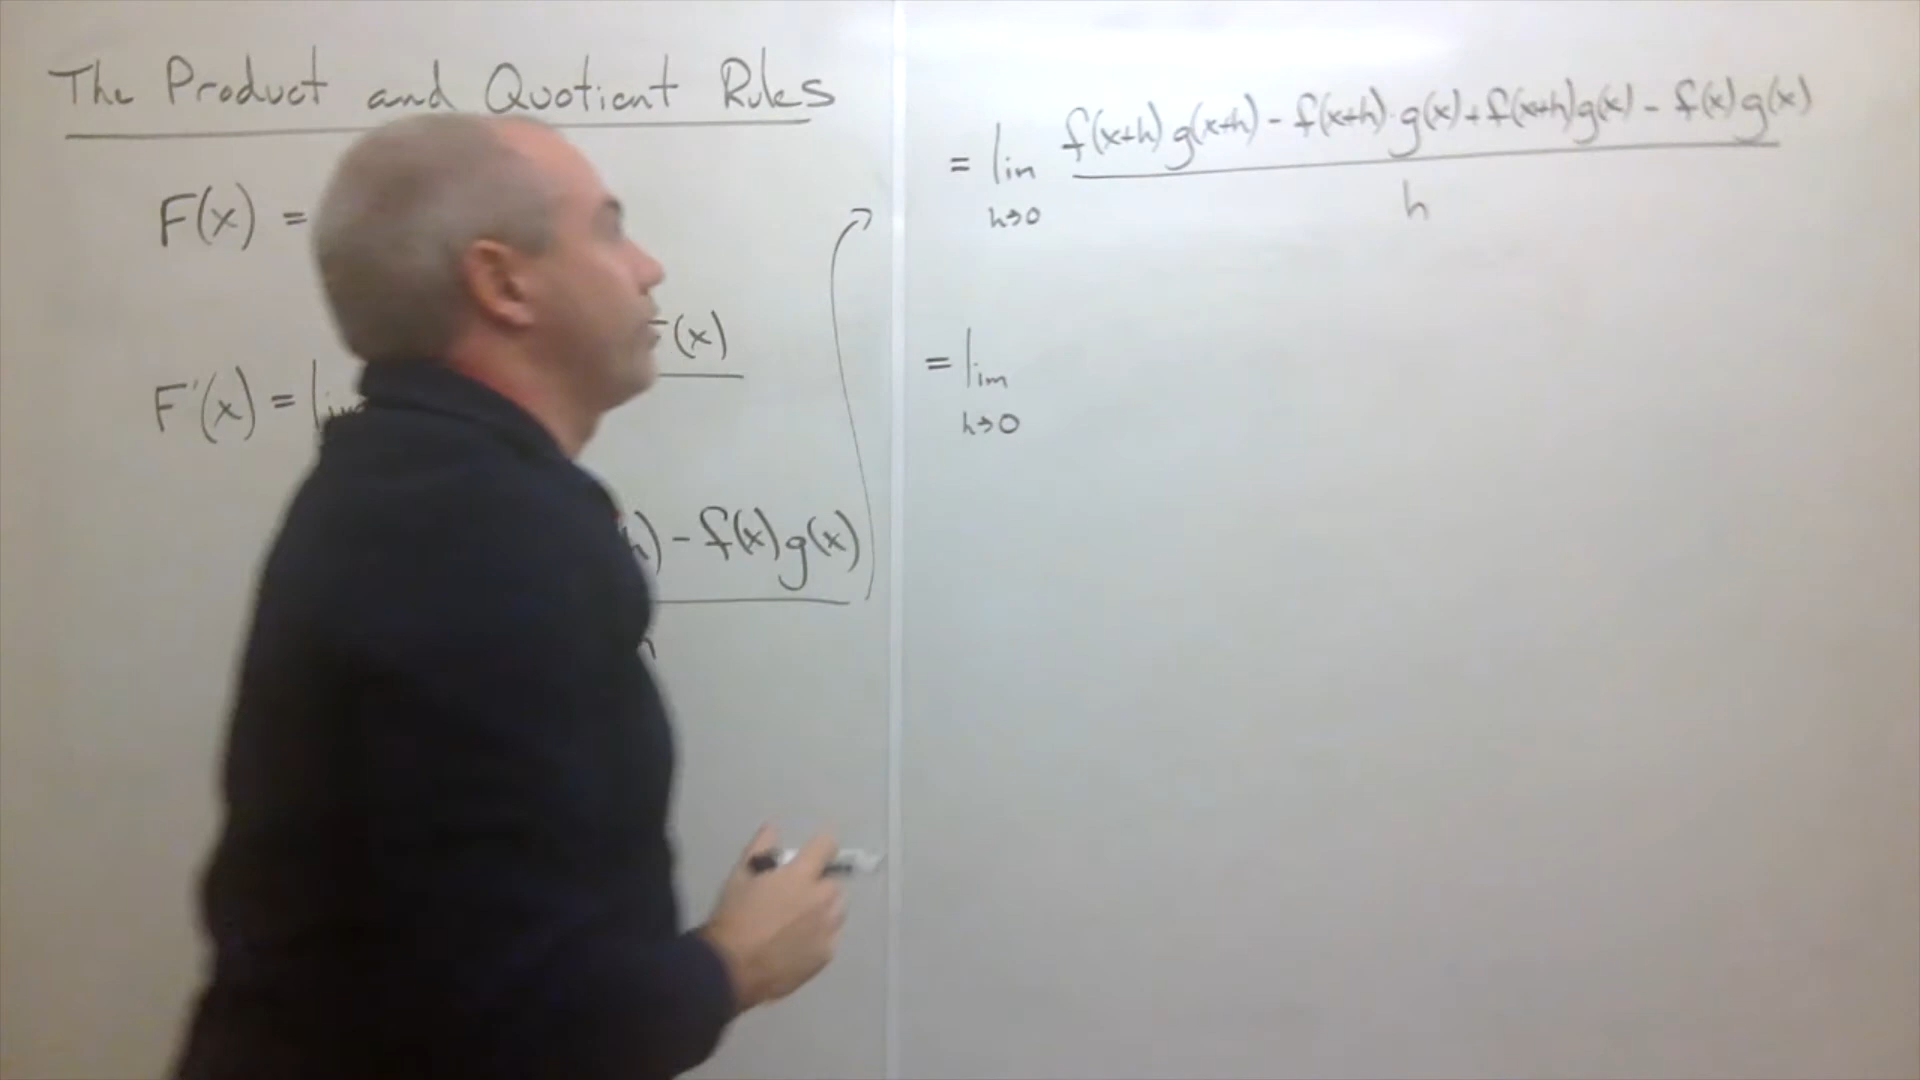 The Product and Quotient Rules
F(x) =
(x)
F'(x) = lim
) - f(x)g(x)
= lim f(x+h) g(x+h) - f(x+h)·g(x) + f(x+h)g(x) - f(x)g(x)
h→0 h
= lim
h→0